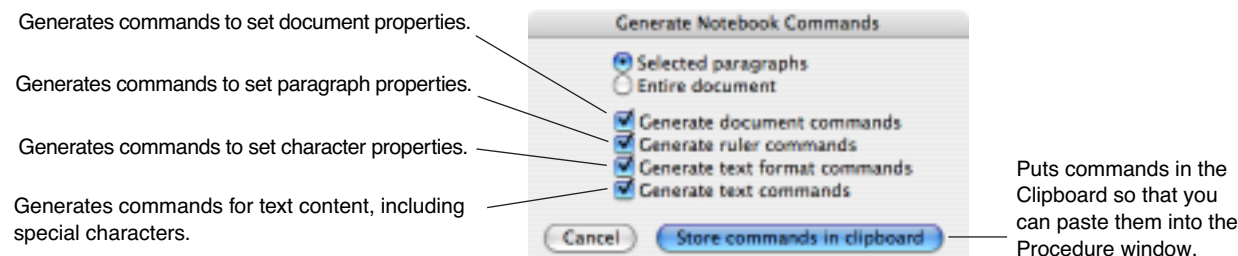 Generates commands to set document properties.
Generates commands to set paragraph properties.
Generates commands to set character properties.
Generates commands for text content, including
special characters.
Generate Notebook Commands
Selected paragraphs
Entire document
Generate document commands
Generate ruler commands
Generate text format commands
Generate text commands
Cancel
Store commands in clipboard
Puts commands in the
Clipboard so that you
can paste them into the
Procedure window.